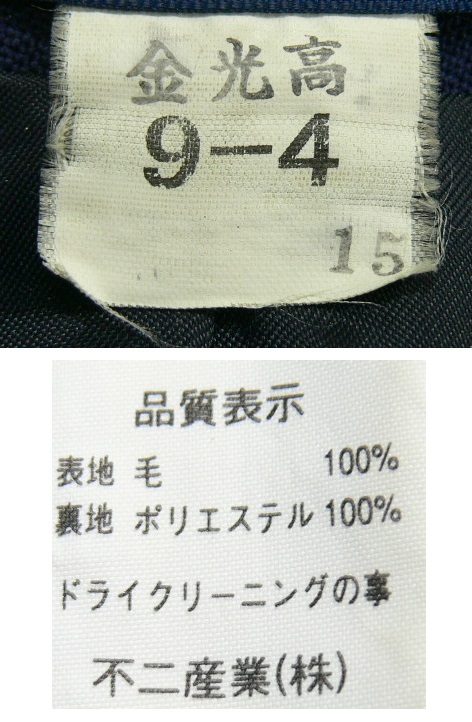 金光高
9-4
15
品質表示
表地 毛 100%
裏地 ポリエステル 100%
ドライクリーニングの事
不二産業(株)